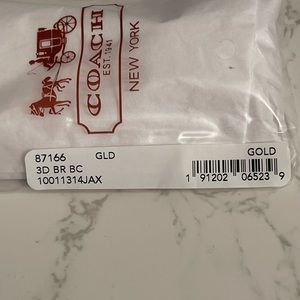 COACH
EST. 1941
NEW YORK
87166 GLD GOLD
3D BR BC
10011314JAX
1 91202 06523 9